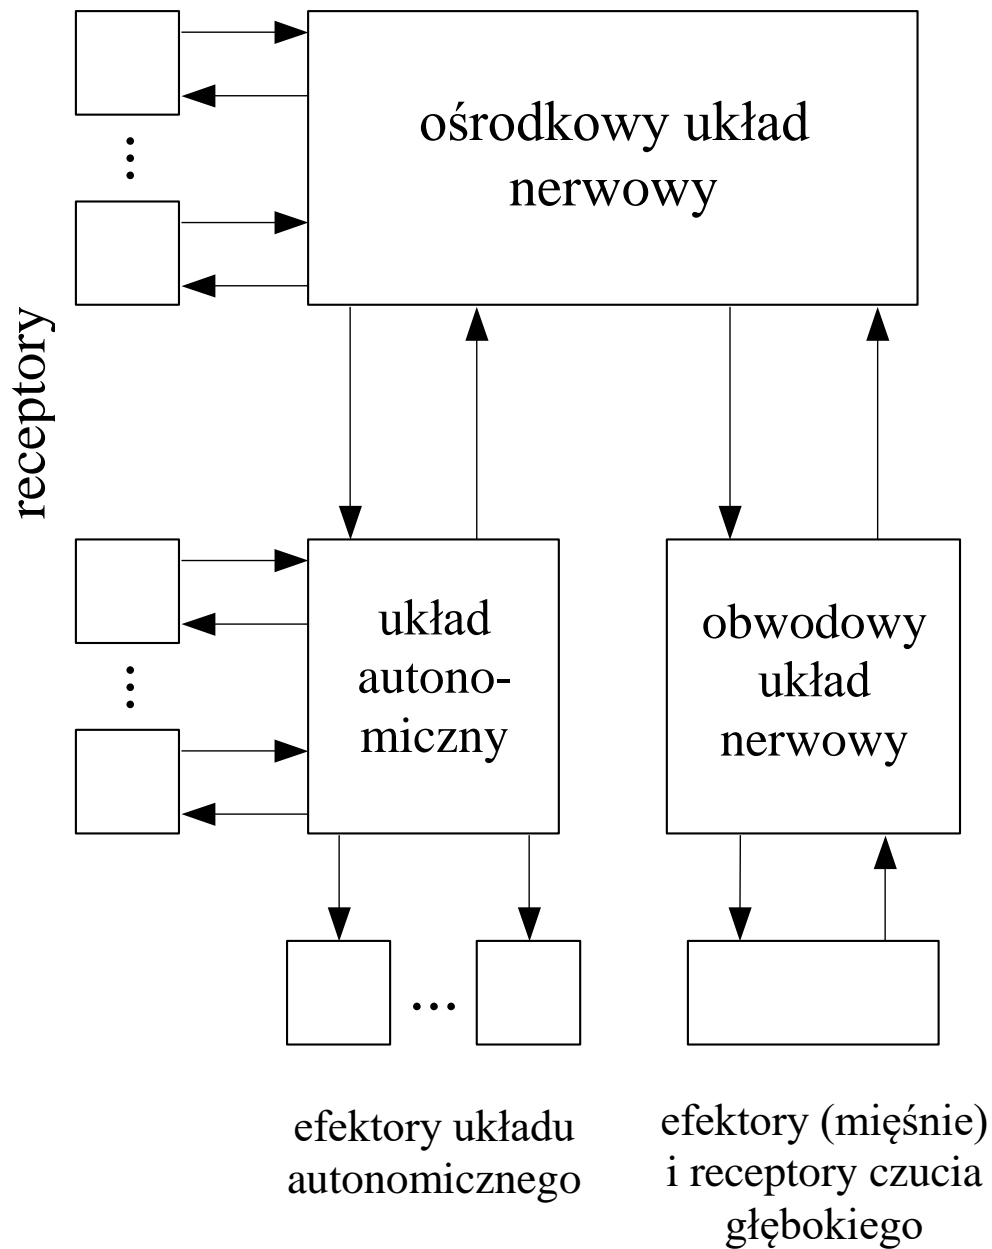 ośrodkowy układ
nerwowy
receptory
układ
autono-
miczny
obwodowy
układ
nerwowy
efektory układu
autonomicznego
efektory (mięśnie)
i receptory czucia
głębokiego